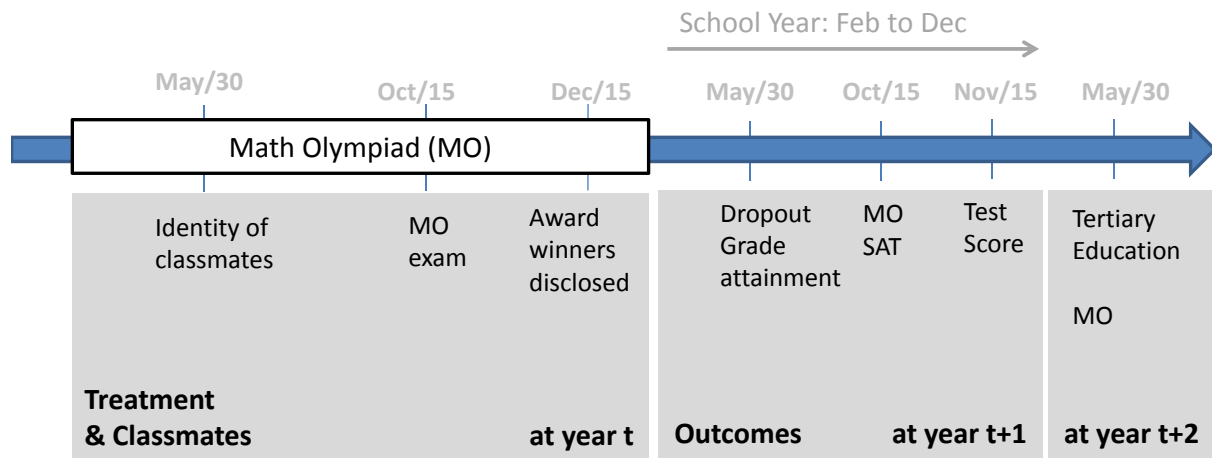 School Year: Feb to Dec
May/30
Oct/15
Dec/15
May/30
Oct/15
Nov/15
May/30
Math Olympiad (MO)
Identity of
classmates
MO
exam
Award
winners
disclosed
Dropout
Grade
attainment
MO
SAT
Test
Score
Tertiary
Education
MO
Treatment
& Classmates
at year t
Outcomes
at year t+1
at year t+2